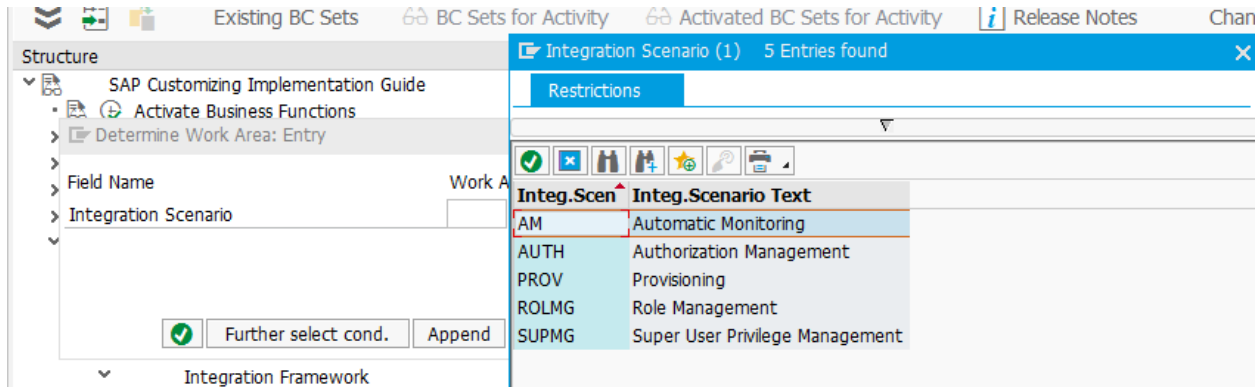 Existing BC Sets BC Sets for Activity Activated BC Sets for Activity i Release Notes Chan
Structure
SAP Customizing Implementation Guide
Activate Business Functions
Determine Work Area: Entry
Field Name Work A
Integration Scenario
Further select cond. Append
Integration Framework
Integration Scenario (1) 5 Entries found
Restrictions
Integ.Scen Integ.Scenario Text
AM Automatic Monitoring
AUTH Authorization Management
PROV Provisioning
ROLMG Role Management
SUPMG Super User Privilege Management